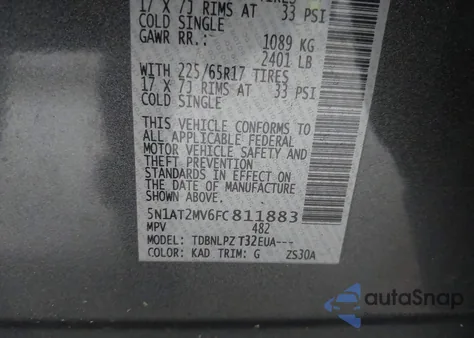 17 X 7J RIMS AT 33 PSI
COLD SINGLE
GAWR RR.: 1089 KG
2401 LB
WITH 225/65R17 TIRES
17 X 7J RIMS AT 33 PSI
COLD SINGLE
THIS VEHICLE CONFORMS TO
ALL APPLICABLE FEDERAL
MOTOR VEHICLE SAFETY AND
THEFT PREVENTION
STANDARDS IN EFFECT ON
THE DATE OF MANUFACTURE
SHOWN ABOVE.
5N1AT2MV6FC811883
MPV 482
MODEL: TDBNLPZ T32EUA---
COLOR: KAD TRIM: G ZS30A
autoSnap